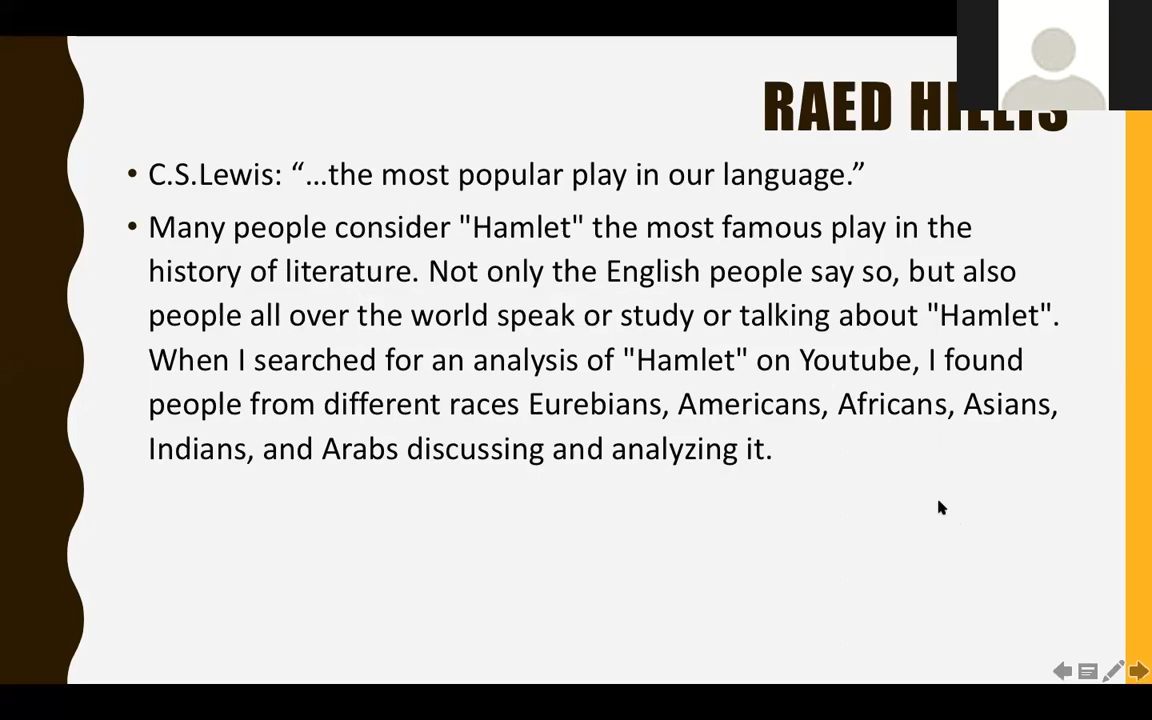 RAED HILLIS
• C.S.Lewis: “...the most popular play in our language.”
• Many people consider "Hamlet" the most famous play in the
history of literature. Not only the English people say so, but also
people all over the world speak or study or talking about "Hamlet".
When I searched for an analysis of "Hamlet" on Youtube, I found
people from different races Eurebians, Americans, Africans, Asians,
Indians, and Arabs discussing and analyzing it.